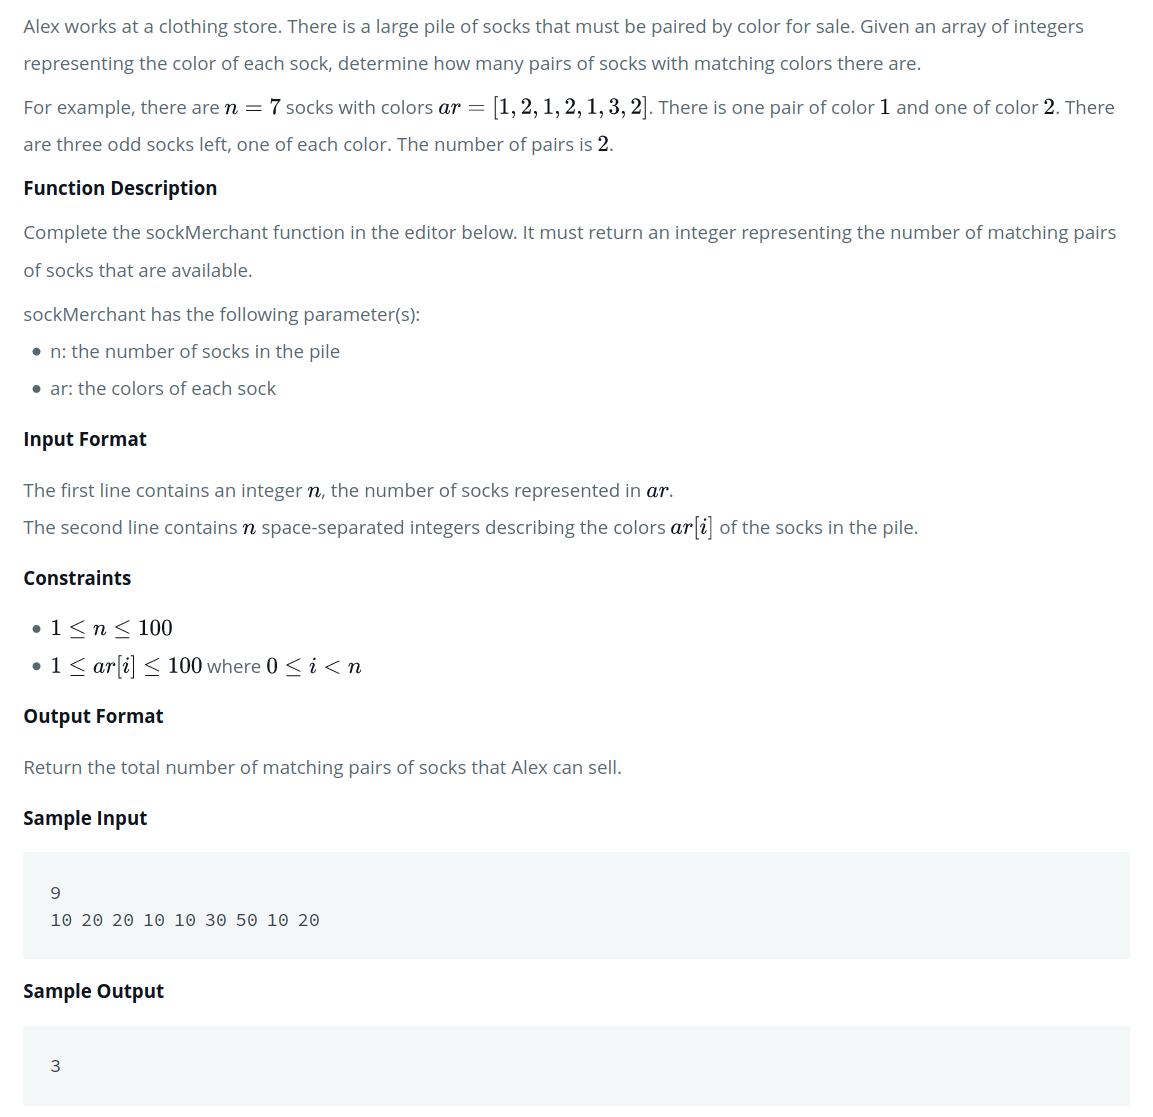 Alex works at a clothing store. There is a large pile of socks that must be paired by color for sale. Given an array of integers
representing the color of each sock, determine how many pairs of socks with matching colors there are.
For example, there are n = 7 socks with colors ar = [1, 2, 1, 2, 1, 3, 2]. There is one pair of color 1 and one of color 2. There
are three odd socks left, one of each color. The number of pairs is 2.
Function Description
Complete the sockMerchant function in the editor below. It must return an integer representing the number of matching pairs
of socks that are available.
sockMerchant has the following parameter(s):
• n: the number of socks in the pile
• ar: the colors of each sock
Input Format
The first line contains an integer n, the number of socks represented in ar.
The second line contains n space-separated integers describing the colors ar[i] of the socks in the pile.
Constraints
• 1 ≤ n ≤ 100
• 1 ≤ ar[i] ≤ 100 where 0 ≤ i < n
Output Format
Return the total number of matching pairs of socks that Alex can sell.
Sample Input
9
10 20 20 10 10 30 50 10 20
Sample Output
3